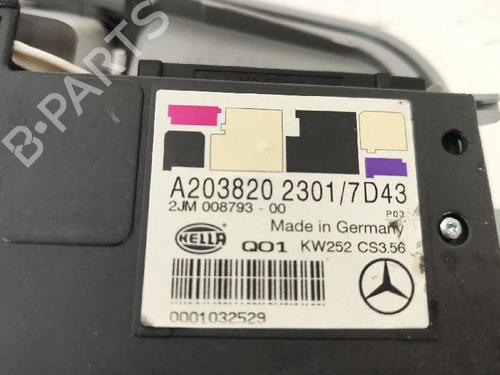 B-PARTS
A203820 2301/7D43
2JM 008793-00
P03
Made in Germany
HELLA
Q01 KW252 CS3.56
0001032529